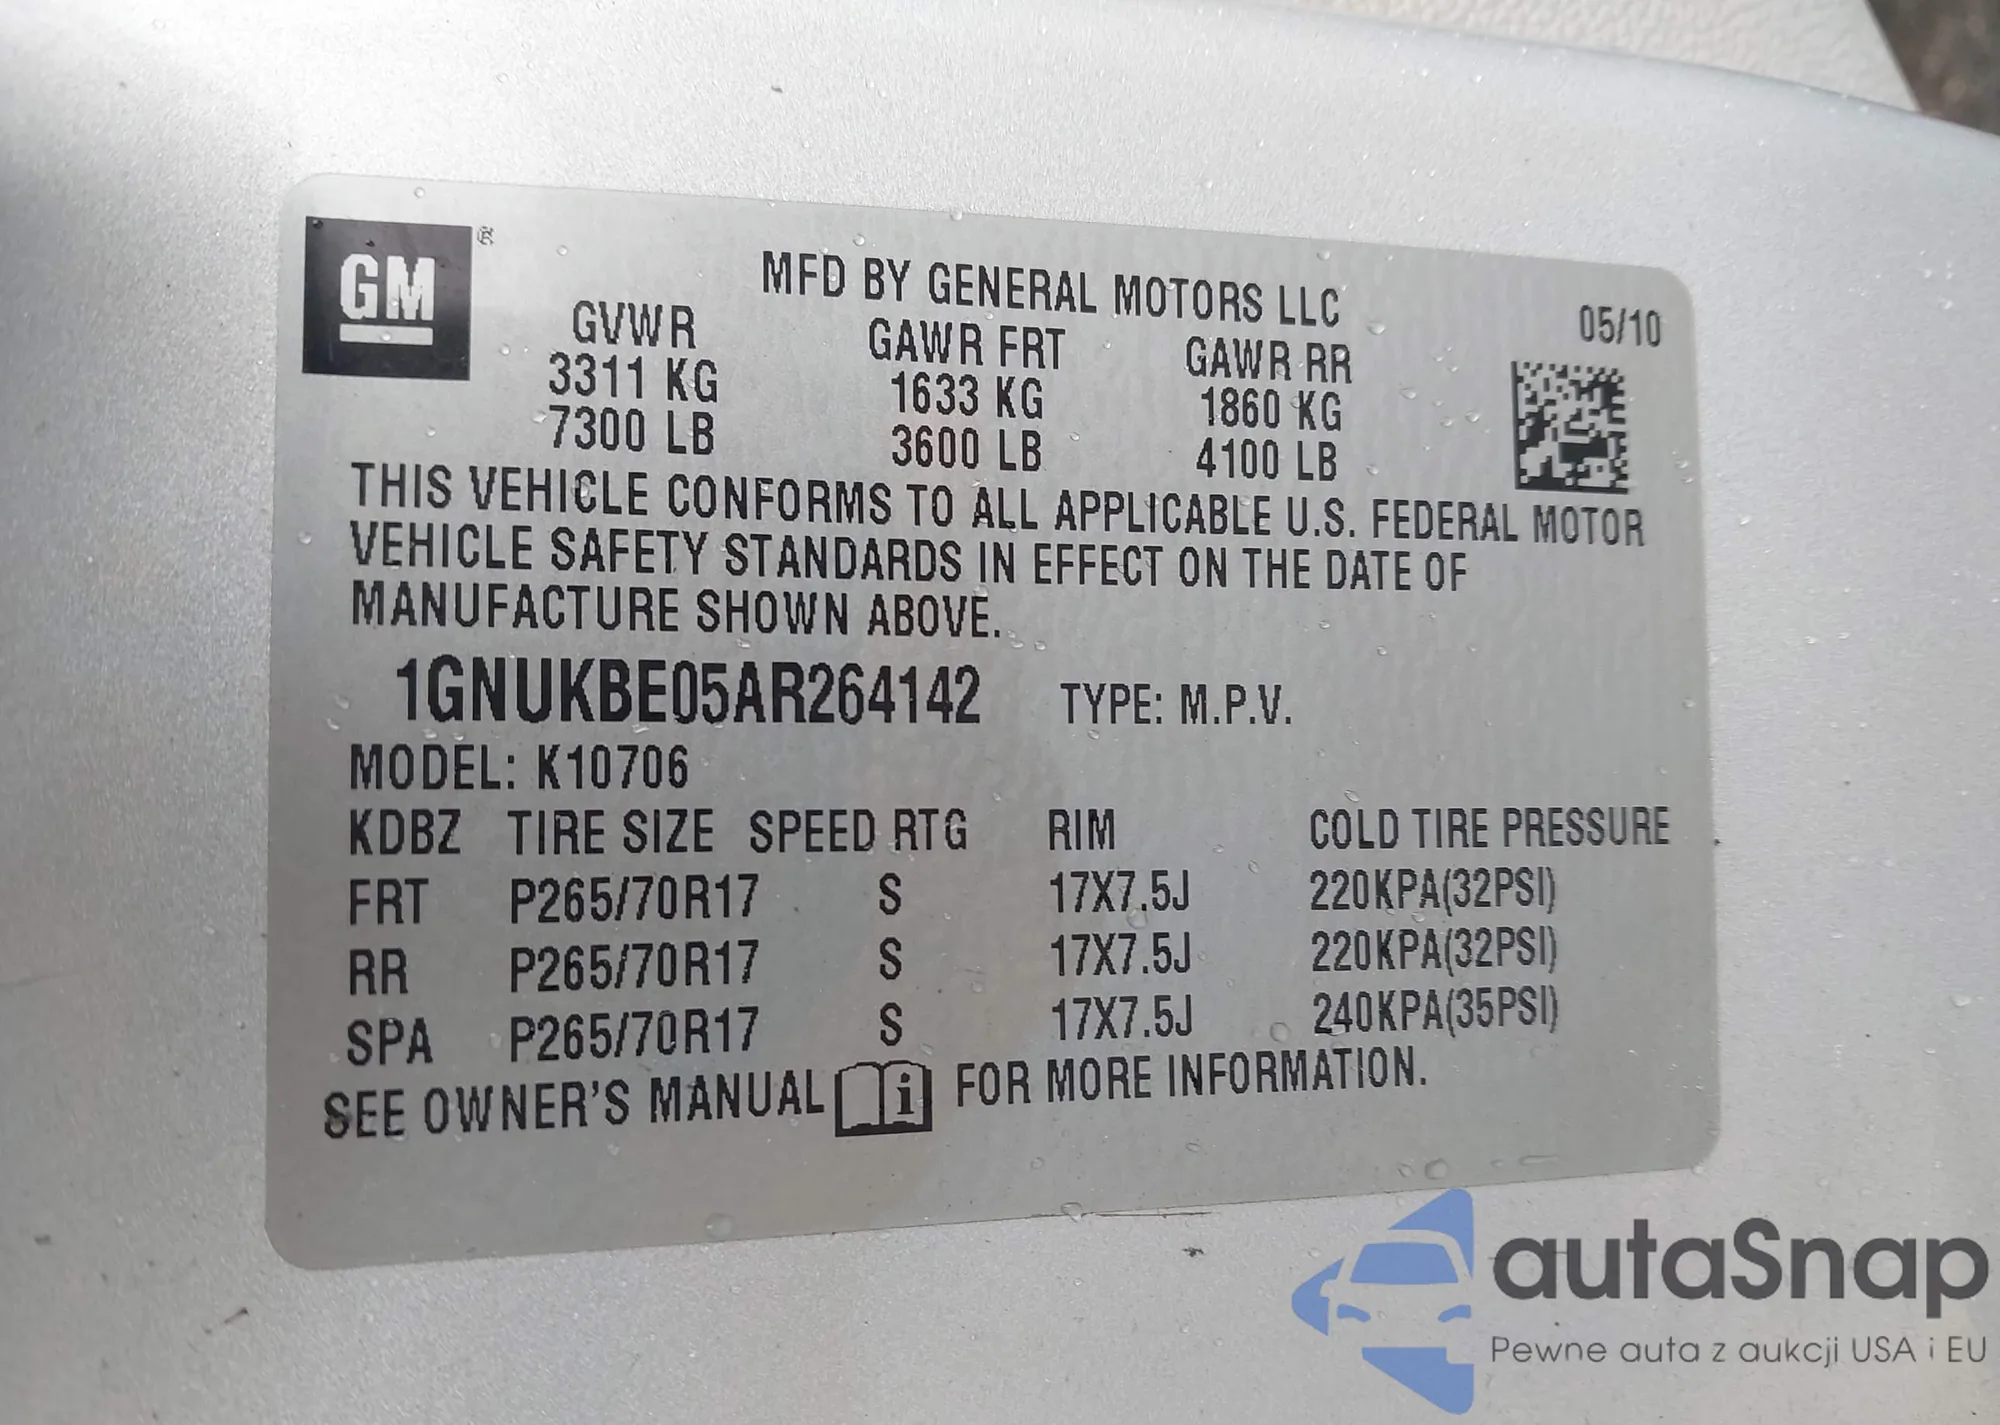 GM ®
MFD BY GENERAL MOTORS LLC
05/10
GVWR GAWR FRT GAWR RR
3311 KG 1633 KG 1860 KG
7300 LB 3600 LB 4100 LB
THIS VEHICLE CONFORMS TO ALL APPLICABLE U.S. FEDERAL MOTOR
VEHICLE SAFETY STANDARDS IN EFFECT ON THE DATE OF
MANUFACTURE SHOWN ABOVE.
1GNUKBE05AR264142 TYPE: M.P.V.
MODEL: K10706
KDBZ TIRE SIZE SPEED RTG RIM COLD TIRE PRESSURE
FRT P265/70R17 S 17X7.5J 220KPA(32PSI)
RR P265/70R17 S 17X7.5J 220KPA(32PSI)
SPA P265/70R17 S 17X7.5J 240KPA(35PSI)
SEE OWNER'S MANUAL i FOR MORE INFORMATION.
autaSnap
Pewne auta z aukcji USA i EU